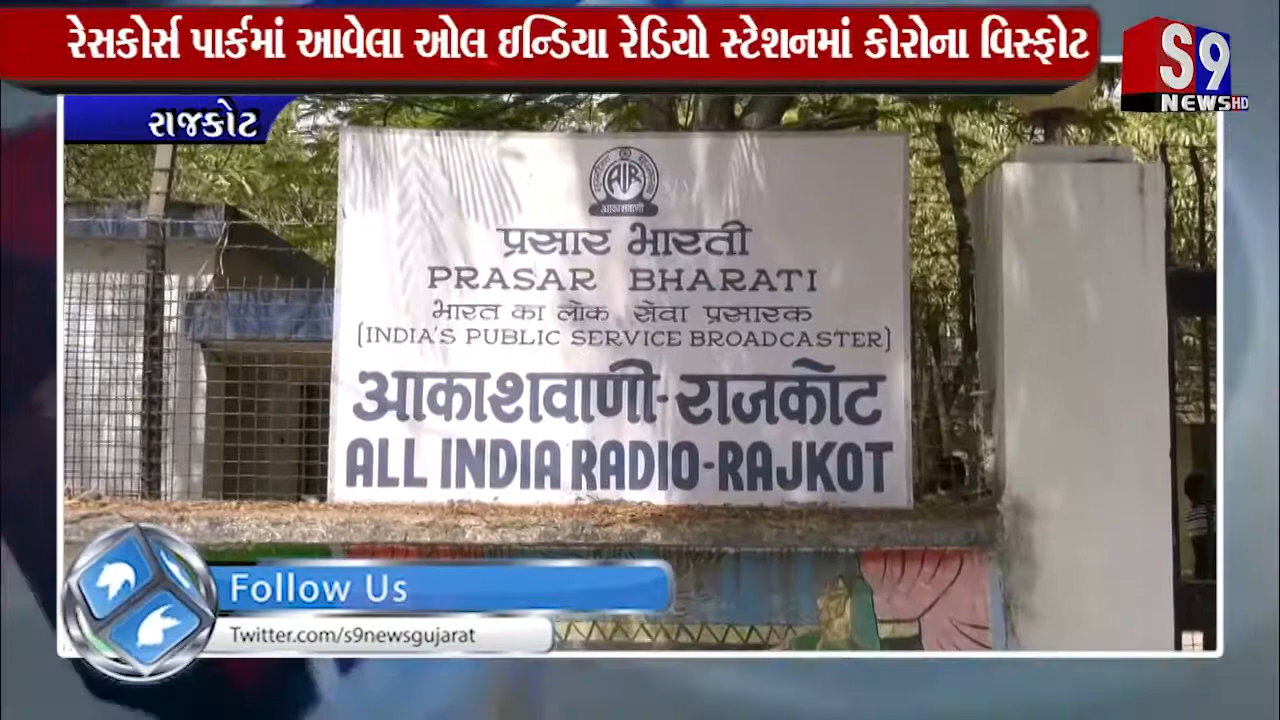 રેસકોર્સ પાર્કમાં આવેલા ઓલ ઇન્ડિયા રેડિયો સ્ટેશનમાં કોરોના વિસ્ફોટ
S9
NEWS HD
રાજકોટ
AIR
आकाशवाणी
प्रसार भारती
PRASAR BHARATI
भारत का लोक सेवा प्रसारक
(INDIA'S PUBLIC SERVICE BROADCASTER)
आकाशवाणी-राजकोट
ALL INDIA RADIO-RAJKOT
Follow Us
Twitter.com/s9newsgujarat